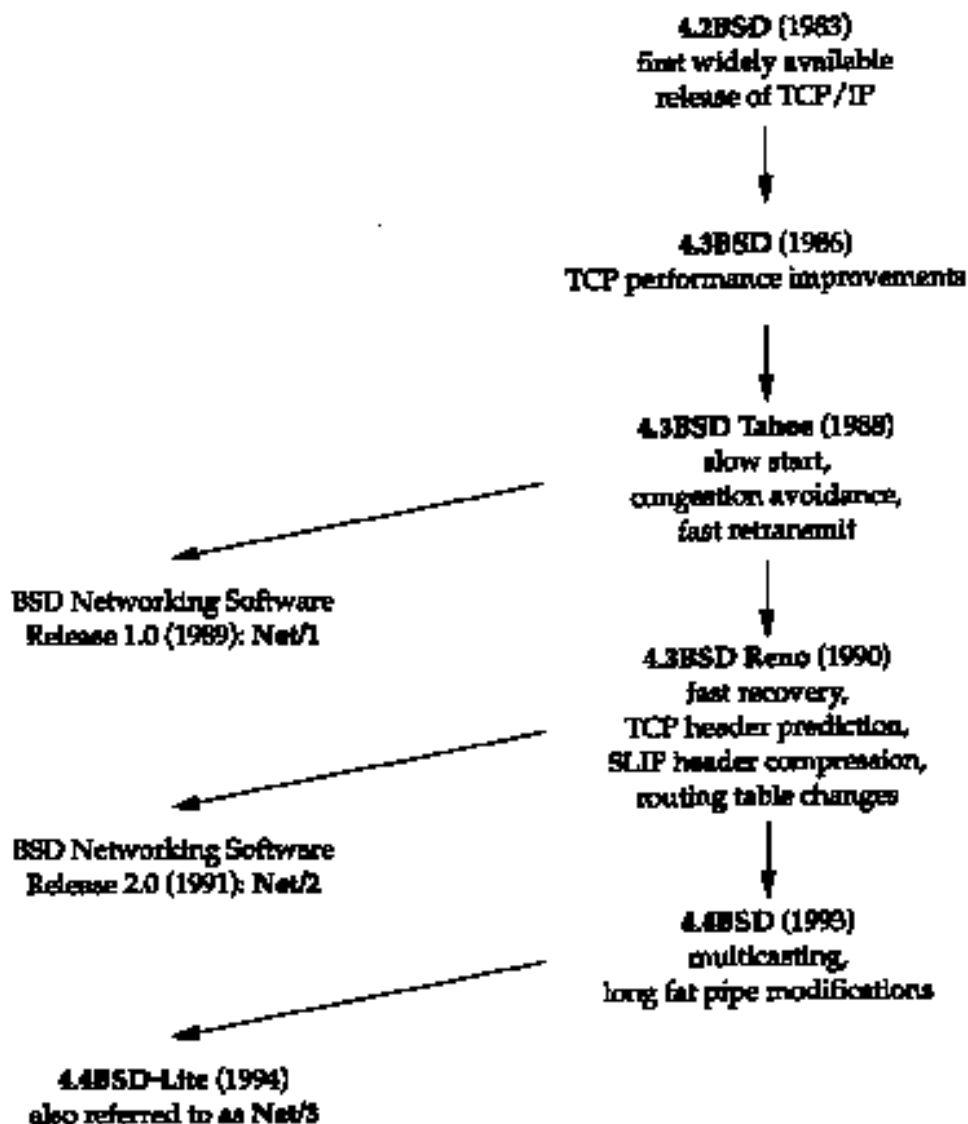 4.2BSD (1983)
first widely available
release of TCP/IP
4.3BSD (1986)
TCP performance improvements
4.3BSD Tahoe (1988)
slow start,
congestion avoidance,
fast retransmit
BSD Networking Software
Release 1.0 (1989): Net/1
4.3BSD Reno (1990)
fast recovery,
TCP header prediction,
SLIP header compression,
routing table changes
BSD Networking Software
Release 2.0 (1991): Net/2
4.4BSD (1993)
multicasting,
long fat pipe modifications
4.4BSD-Lite (1994)
also referred to as Net/3